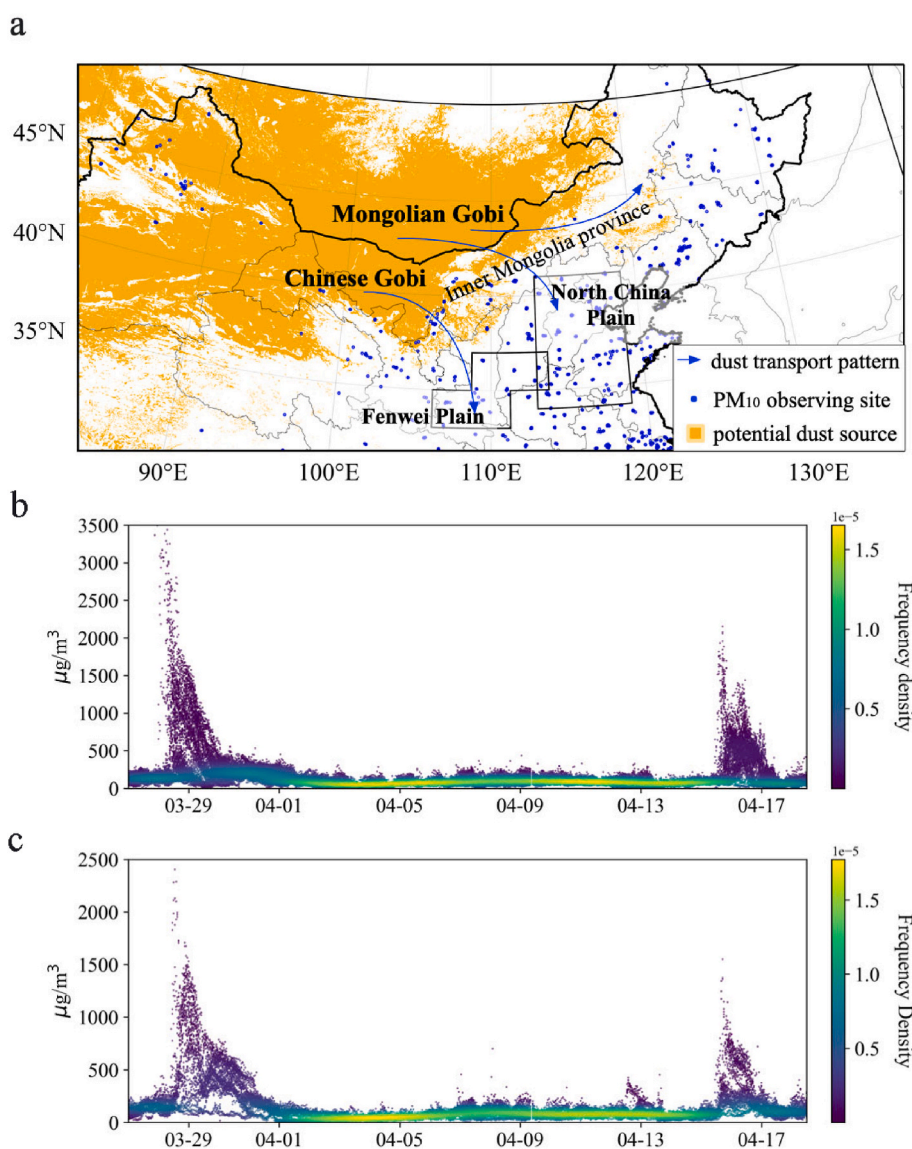 a
45°N
40°N
35°N
Mongolian Gobi
Chinese Gobi
Inner Mongolia province
North China
Plain
Fenwei Plain
dust transport pattern
PM10 observing site
potential dust source
90°E
100°E
110°E
120°E
130°E
b
3500
3000
2500
2000
1500
1000
500
0
μg/m³
03-29
04-01
04-05
04-09
04-13
04-17
1e−5
1.5
1.0
0.5
Frequency density
c
2500
2000
1500
1000
500
0
μg/m³
03-29
04-01
04-05
04-09
04-13
04-17
1e−5
1.5
1.0
0.5
Frequency Density